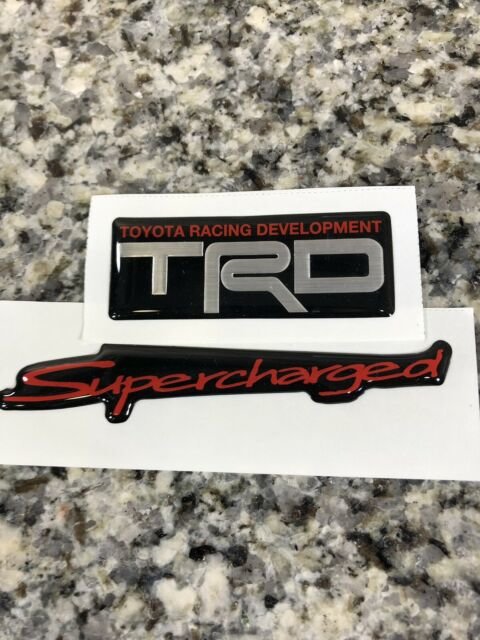 TOYOTA RACING DEVELOPMENT
TRD
Supercharged